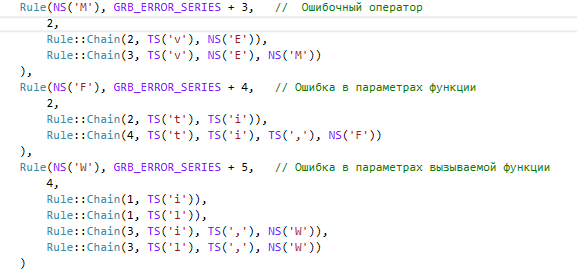 Rule(NS('M'), GRB_ERROR_SERIES + 3,   //  Ошибочный оператор
    2,
    Rule::Chain(2, TS('v'), NS('E')),
    Rule::Chain(3, TS('v'), NS('E'), NS('M'))
),
Rule(NS('F'), GRB_ERROR_SERIES + 4,   // Ошибка в параметрах функции
    2,
    Rule::Chain(2, TS('t'), TS('i')),
    Rule::Chain(4, TS('t'), TS('i'), TS(','), NS('F'))
),
Rule(NS('W'), GRB_ERROR_SERIES + 5,   // Ошибка в параметрах вызываемой функции
    4,
    Rule::Chain(1, TS('i')),
    Rule::Chain(1, TS('l')),
    Rule::Chain(3, TS('i'), TS(','), NS('W')),
    Rule::Chain(3, TS('l'), TS(','), NS('W'))
)